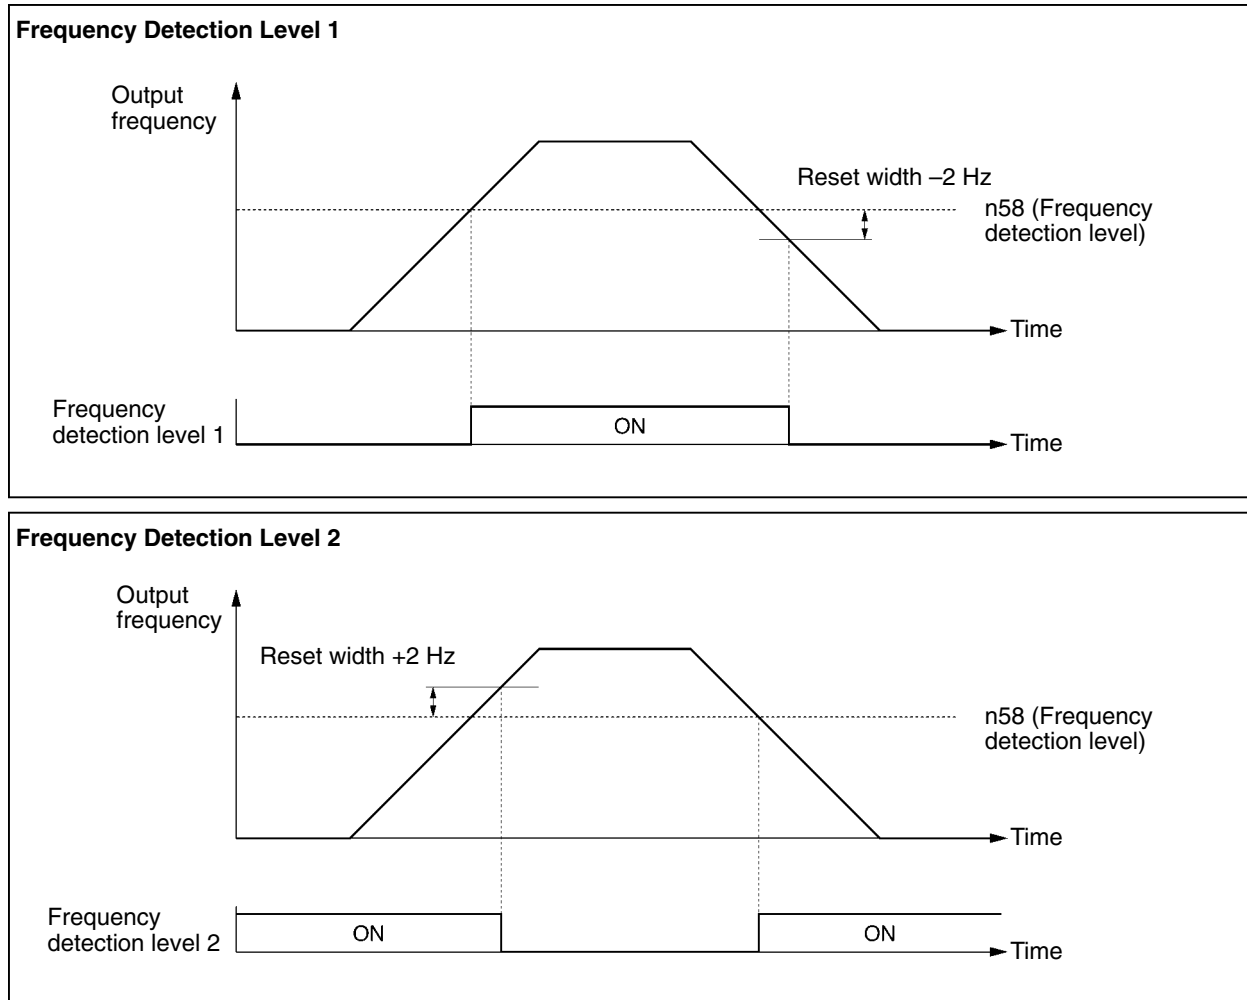 Frequency Detection Level 1
Output
frequency
Reset width –2 Hz
n58 (Frequency
detection level)
Time
Frequency
detection level 1
ON
Time
Frequency Detection Level 2
Output
frequency
Reset width +2 Hz
n58 (Frequency
detection level)
Time
Frequency
detection level 2
ON
ON
Time